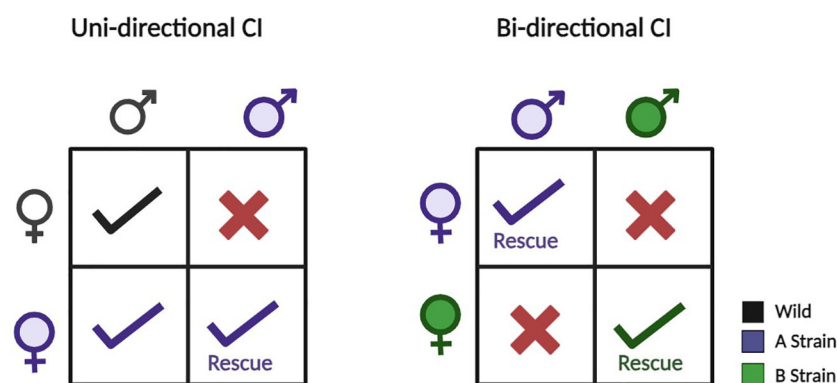 Uni-directional CI
Bi-directional CI
Rescue
Rescue
Rescue
Wild
A Strain
B Strain